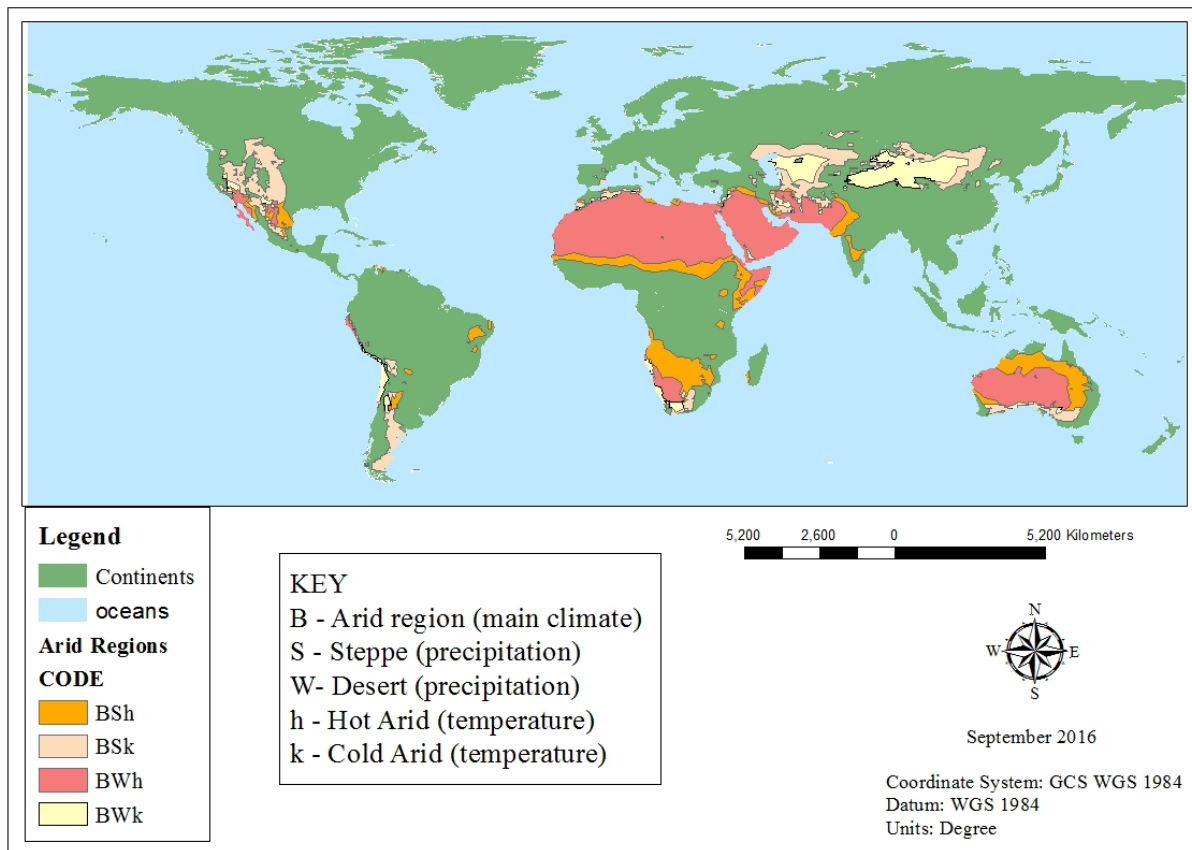 Legend
Continents
oceans
Arid Regions
CODE
BSh
BSk
BWh
BWk
KEY
B - Arid region (main climate)
S - Steppe (precipitation)
W- Desert (precipitation)
h - Hot Arid (temperature)
k - Cold Arid (temperature)
5,200 2,600 0 5,200 Kilometers
N
W E
S
September 2016
Coordinate System: GCS WGS 1984
Datum: WGS 1984
Units: Degree